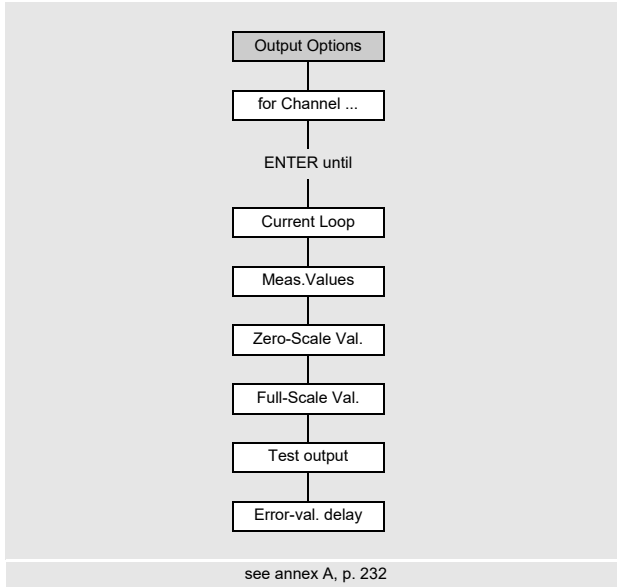 Output Options
for Channel ...
ENTER until
Current Loop
Meas.Values
Zero-Scale Val.
Full-Scale Val.
Test output
Error-val. delay
see annex A, p. 232